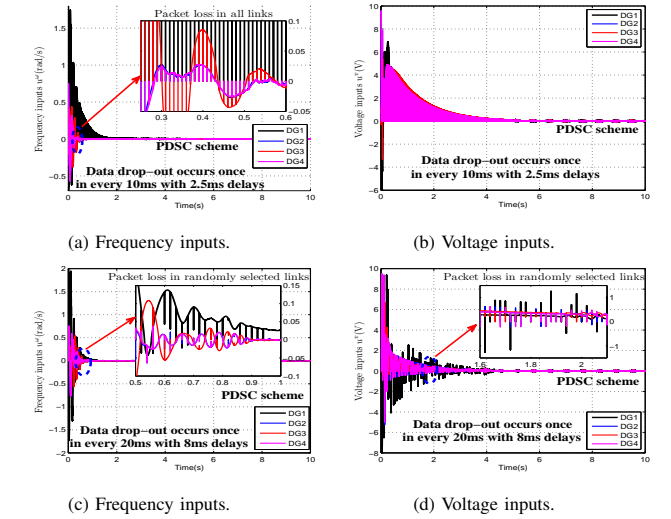 Packet loss in all links
0.1
0.05
0
−0.05
0.3 0.4 0.5 0.6
1.5
1
0.5
0
−0.5
Frequency inputs uω(rad/s)
DG1
DG2
DG3
DG4
PDSC scheme
Data drop−out occurs once
in every 10ms with 2.5ms delays
0 2 4 6 8 10
Time(s)
(a) Frequency inputs.
10
8
6
4
2
0
−2
−4
−6
Voltage inputs uv(V)
DG1
DG2
DG3
DG4
PDSC scheme
Data drop−out occurs once
in every 10ms with 2.5ms delays
0 2 4 6 8 10
Time(s)
(b) Voltage inputs.
Packet loss in randomly selected links
0.15
0.1
0.05
0
−0.05
−0.1
0.5 0.6 0.7 0.8 0.9 1
2
1.5
1
0.5
0
−0.5
−1
−1.5
−2
Frequency inputs uω(rad/s)
PDSC scheme
DG1
DG2
DG3
DG4
Data drop−out occurs once
in every 20ms with 8ms delays
0 2 4 6 8 10
Time(s)
(c) Frequency inputs.
Packet loss in randomly selected links
1
0
−1
1.6 1.8 2
10
8
6
4
2
0
−2
−4
−6
−8
Voltage inputs uv(V)
PDSC scheme
DG1
DG2
DG3
DG4
Data drop−out occurs once
in every 20ms with 8ms delays
0 2 4 6 8 10
Time(s)
(d) Voltage inputs.